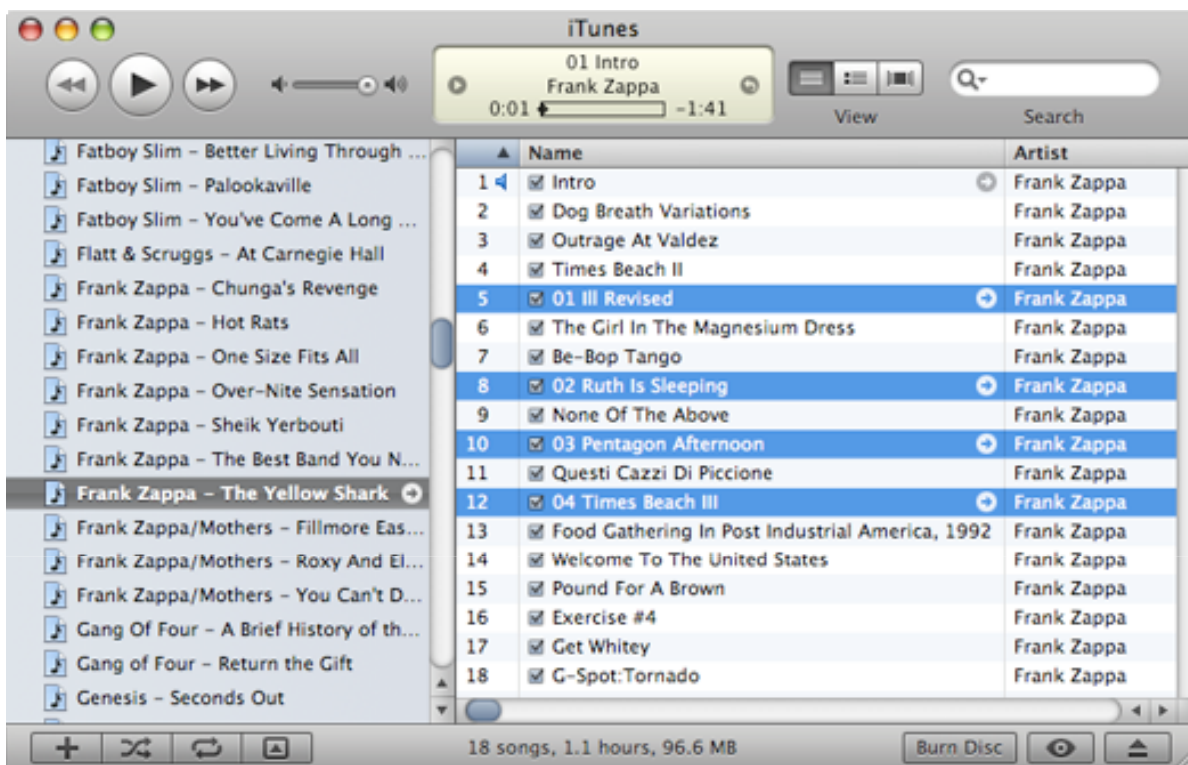 iTunes
01 Intro
Frank Zappa
0:01 -1:41
View
Search
Fatboy Slim – Better Living Through ...
Fatboy Slim – Palookaville
Fatboy Slim – You've Come A Long ...
Flatt & Scruggs – At Carnegie Hall
Frank Zappa – Chunga's Revenge
Frank Zappa – Hot Rats
Frank Zappa – One Size Fits All
Frank Zappa – Over-Nite Sensation
Frank Zappa – Sheik Yerbouti
Frank Zappa – The Best Band You N...
Frank Zappa – The Yellow Shark
Frank Zappa/Mothers – Fillmore Eas...
Frank Zappa/Mothers – Roxy And El...
Frank Zappa/Mothers – You Can't D...
Gang Of Four – A Brief History of th...
Gang of Four – Return the Gift
Genesis – Seconds Out
Name Artist
1 Intro Frank Zappa
2 Dog Breath Variations Frank Zappa
3 Outrage At Valdez Frank Zappa
4 Times Beach II Frank Zappa
5 01 Ill Revised Frank Zappa
6 The Girl In The Magnesium Dress Frank Zappa
7 Be-Bop Tango Frank Zappa
8 02 Ruth Is Sleeping Frank Zappa
9 None Of The Above Frank Zappa
10 03 Pentagon Afternoon Frank Zappa
11 Questi Cazzi Di Piccione Frank Zappa
12 04 Times Beach III Frank Zappa
13 Food Gathering In Post Industrial America, 1992 Frank Zappa
14 Welcome To The United States Frank Zappa
15 Pound For A Brown Frank Zappa
16 Exercise #4 Frank Zappa
17 Get Whitey Frank Zappa
18 G-Spot:Tornado Frank Zappa
18 songs, 1.1 hours, 96.6 MB
Burn Disc